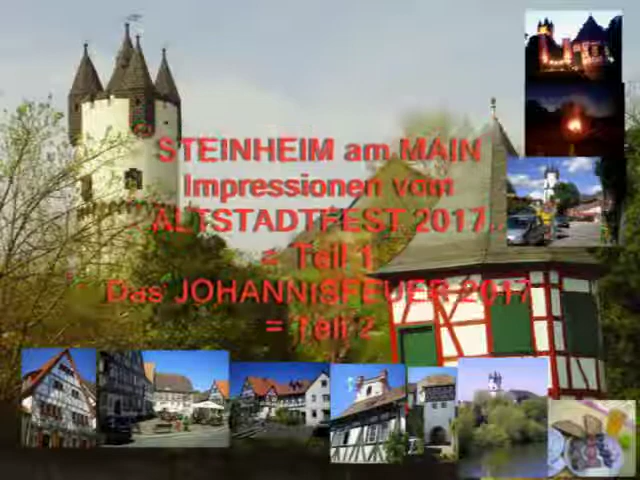 STEINHEIM am MAIN
Impressionen vom
ALTSTADTFEST 2017..
= Teil 1
Das JOHANNISFEUER 2017
= Teil 2